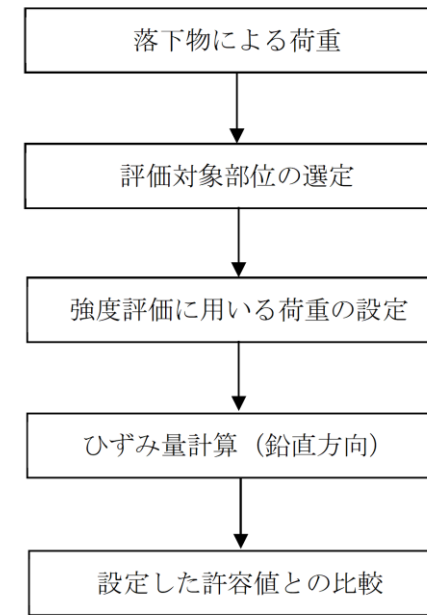 落下物による荷重
評価対象部位の選定
強度評価に用いる荷重の設定
ひずみ量計算（鉛直方向）
設定した許容値との比較